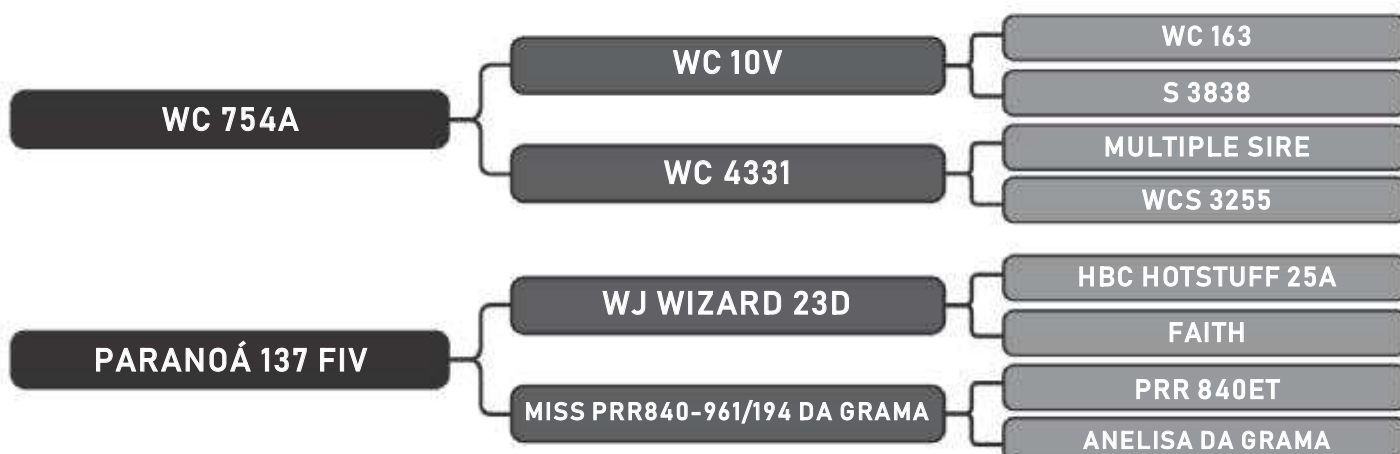 WC 754A
WC 10V
WC 163
S 3838
WC 4331
MULTIPLE SIRE
WCS 3255
PARANOÁ 137 FIV
WJ WIZARD 23D
HBC HOTSTUFF 25A
FAITH
MISS PRR840-961/194 DA GRAMA
PRR 840ET
ANELISA DA GRAMA